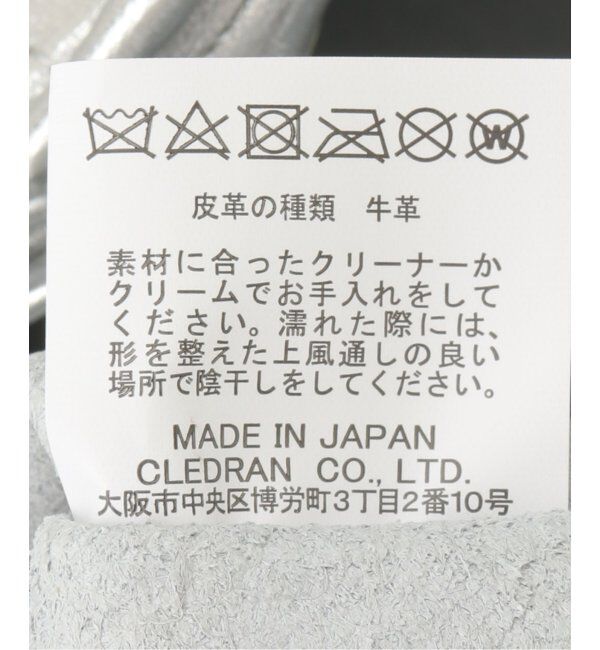 W
皮革の種類　牛革
素材に合ったクリーナーか
クリームでお手入れをして
ください。濡れた際には、
形を整えた上風通しの良い
場所で陰干しをしてください。
MADE IN JAPAN
CLEDRAN CO., LTD.
大阪市中央区博労町3丁目2番10号